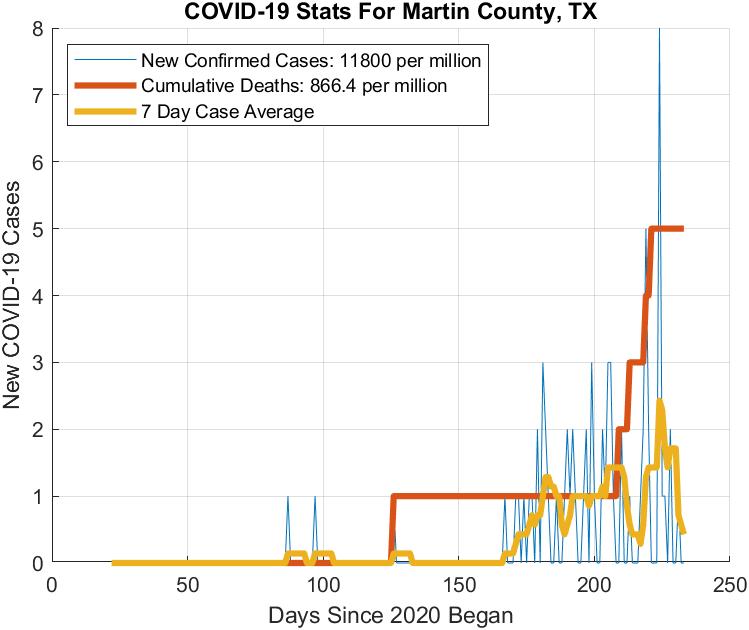 COVID-19 Stats For Martin County, TX
New Confirmed Cases: 11800 per million
Cumulative Deaths: 866.4 per million
7 Day Case Average
New COVID-19 Cases
8
7
6
5
4
3
2
1
0
0 50 100 150 200 250
Days Since 2020 Began